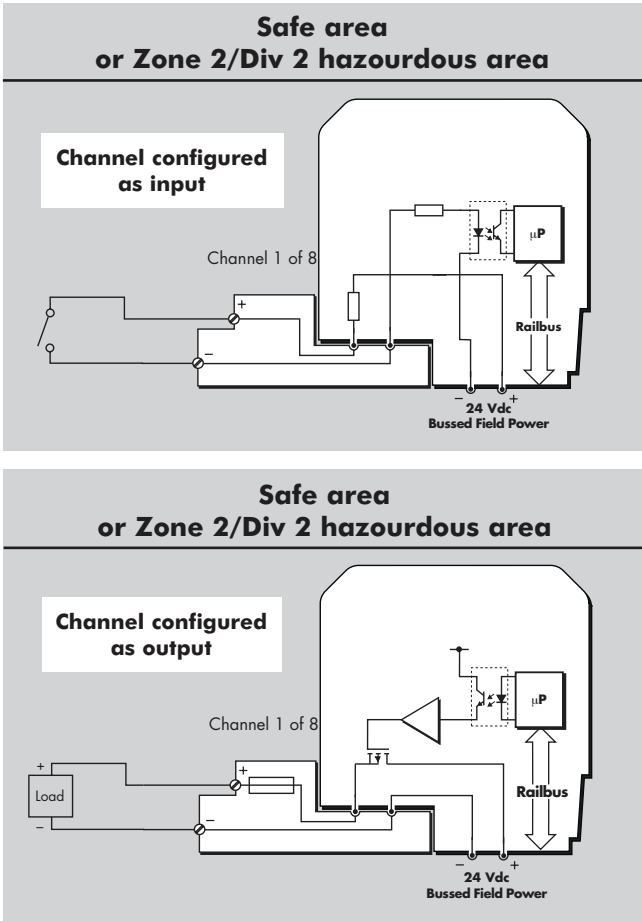 Safe area
or Zone 2/Div 2 hazourdous area
Channel configured
as input
µP
Channel 1 of 8
+
Railbus
–
– +
24 Vdc
Bussed Field Power
Safe area
or Zone 2/Div 2 hazourdous area
Channel configured
as output
µP
Channel 1 of 8
+ +
Load
Railbus
– –
– +
24 Vdc
Bussed Field Power